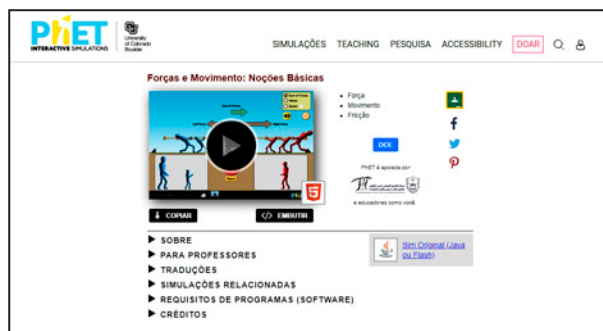 PhET
INTERACTIVE SIMULATIONS
University
of Colorado
Boulder
SIMULAÇÕES TEACHING PESQUISA ACCESSIBILITY DOAR
Forças e Movimento: Noções Básicas
• Força
• Movimento
• Fricção
DOE
PhET é apoiada por
e educadores como você.
COPIAR
EMBUTIR
SOBRE
PARA PROFESSORES
TRADUÇÕES
SIMULAÇÕES RELACIONADAS
REQUISITOS DE PROGRAMAS (SOFTWARE)
CRÉDITOS
Sim Original (Java
ou Flash)